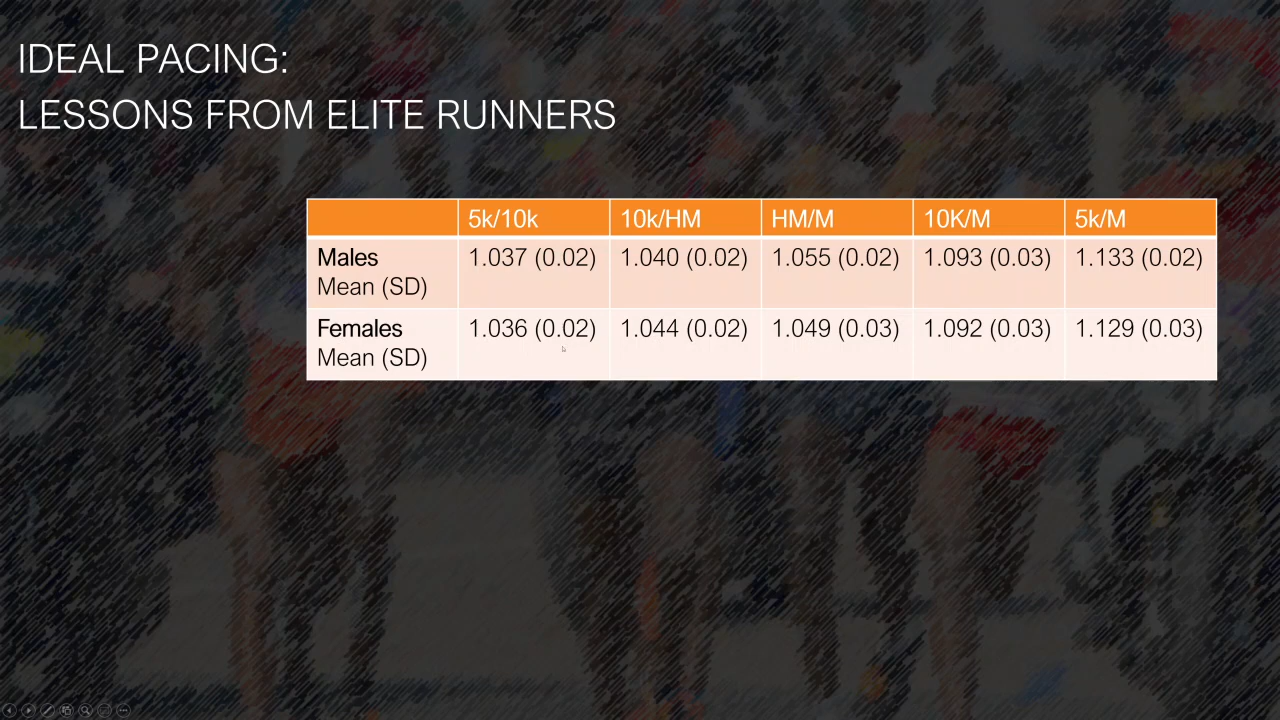 IDEAL PACING:
LESSONS FROM ELITE RUNNERS
5k/10k 10k/HM HM/M 10K/M 5k/M
Males 1.037 (0.02) 1.040 (0.02) 1.055 (0.02) 1.093 (0.03) 1.133 (0.02)
Mean (SD)
Females 1.036 (0.02) 1.044 (0.02) 1.049 (0.03) 1.092 (0.03) 1.129 (0.03)
Mean (SD)